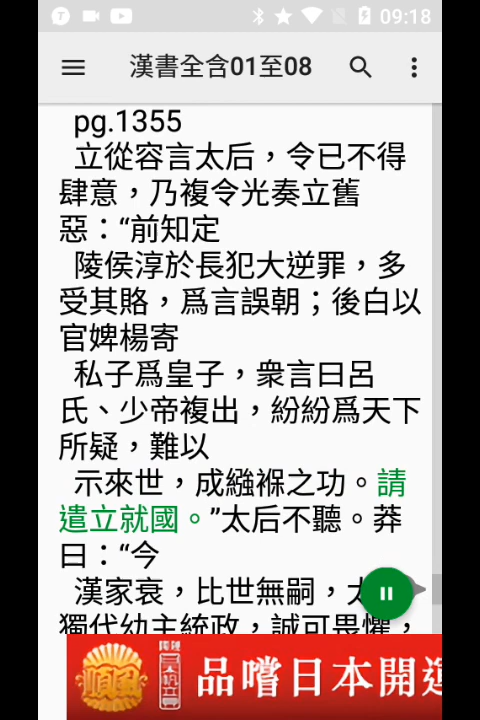 09:18
漢書全含01至08
pg.1355
立從容言太后，令已不得
肆意，乃複令光奏立舊
惡：“前知定
陵侯淳於長犯大逆罪，多
受其賂，爲言誤朝；後白以
官婢楊寄
私子爲皇子，衆言曰呂
氏、少帝複出，紛紛爲天下
所疑，難以
示來世，成繈褓之功。請
遣立就國。”太后不聽。莽
曰：“今
漢家衰，比世無嗣，太
獨代幼主統政，誠可畏懼，
順風
品嚐日本開運